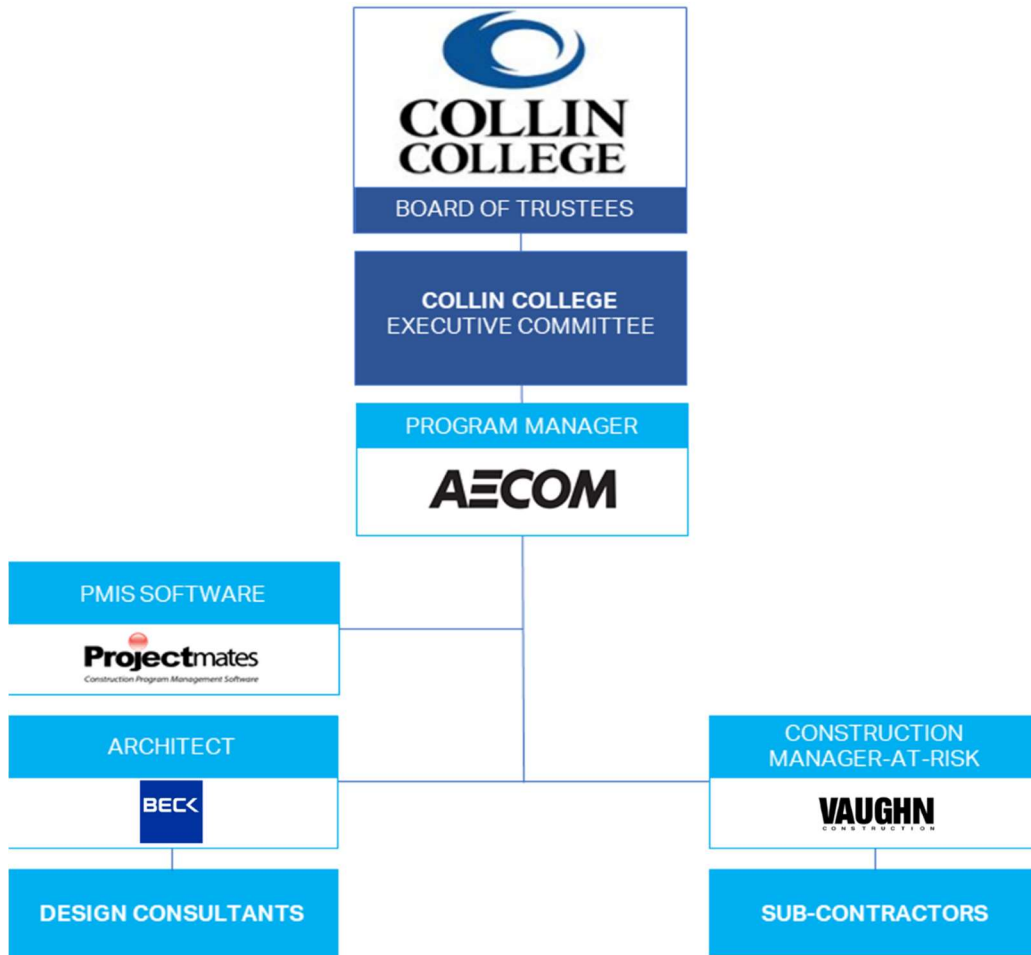 COLLIN
COLLEGE
BOARD OF TRUSTEES
COLLIN COLLEGE
EXECUTIVE COMMITTEE
PROGRAM MANAGER
AECOM
PMIS SOFTWARE
Projectmates
Construction Program Management Software
ARCHITECT
BECK
CONSTRUCTION
MANAGER-AT-RISK
VAUGHN
CONSTRUCTION
DESIGN CONSULTANTS
SUB-CONTRACTORS